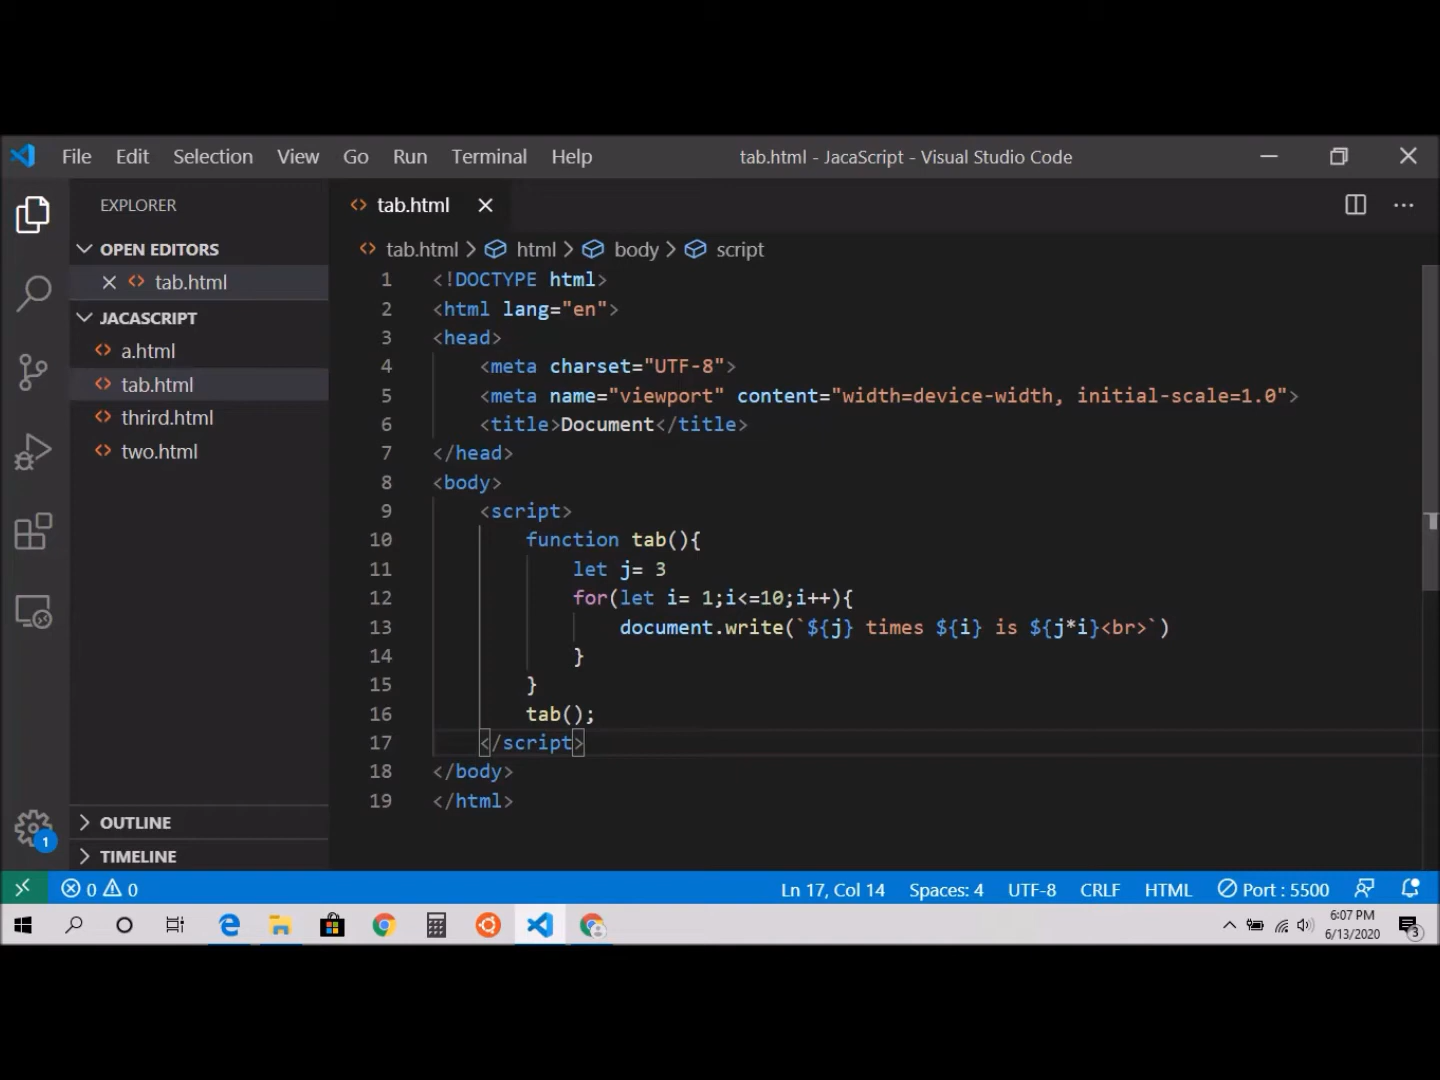 File Edit Selection View Go Run Terminal Help tab.html - JacaScript - Visual Studio Code
EXPLORER
OPEN EDITORS
tab.html
JACASCRIPT
a.html
tab.html
thrird.html
two.html
OUTLINE
TIMELINE
tab.html
tab.html > html > body > script
1 <!DOCTYPE html>
2 <html lang="en">
3 <head>
4 <meta charset="UTF-8">
5 <meta name="viewport" content="width=device-width, initial-scale=1.0">
6 <title>Document</title>
7 </head>
8 <body>
9 <script>
10 function tab(){
11 let j= 3
12 for(let i= 1;i<=10;i++){
13 document.write(`${j} times ${i} is ${j*i}<br>`)
14 }
15 }
16 tab();
17 </script>
18 </body>
19 </html>
1
0 0 Ln 17, Col 14 Spaces: 4 UTF-8 CRLF HTML Port : 5500
6:07 PM
6/13/2020
3